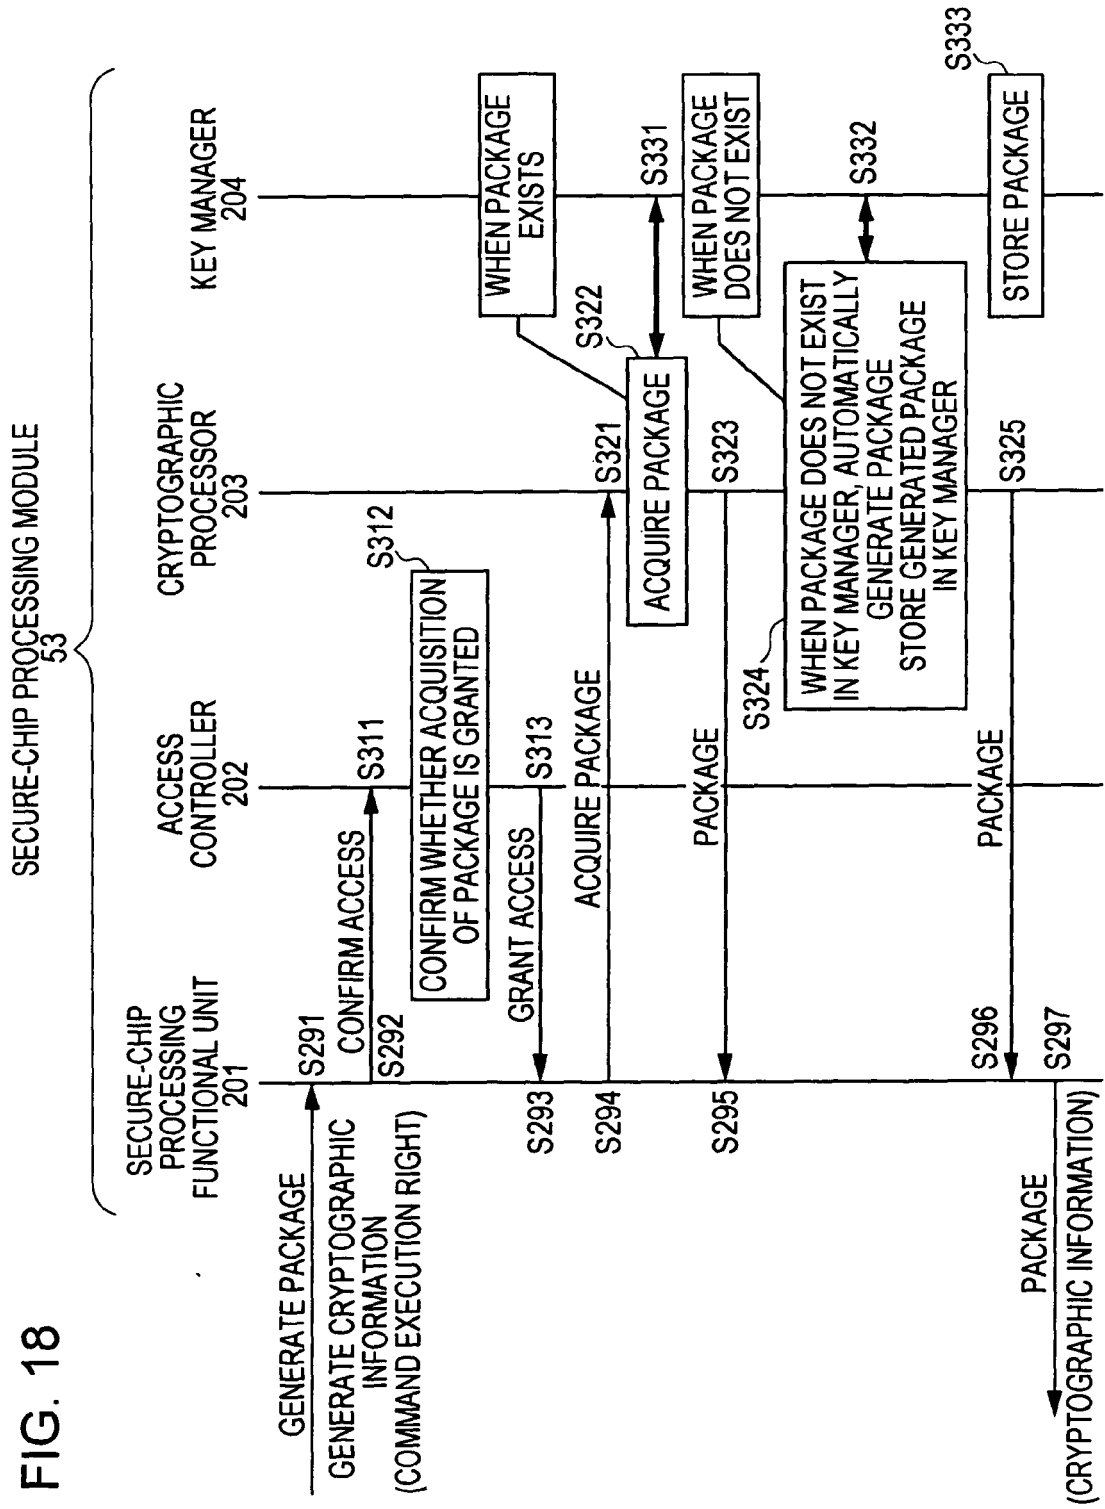 FIG. 18
SECURE-CHIP PROCESSING MODULE
53
SECURE-CHIP
PROCESSING
FUNCTIONAL UNIT
201
ACCESS
CONTROLLER
202
CRYPTOGRAPHIC
PROCESSOR
203
KEY MANAGER
204
GENERATE PACKAGE
S291
GENERATE CRYPTOGRAPHIC
INFORMATION
(COMMAND EXECUTION RIGHT)
CONFIRM ACCESS
S292
S311
S312
CONFIRM WHETHER ACQUISITION
OF PACKAGE IS GRANTED
WHEN PACKAGE
EXISTS
GRANT ACCESS
S293
S313
ACQUIRE PACKAGE
S294
S321
S322
ACQUIRE PACKAGE
S331
PACKAGE
S295
S323
WHEN PACKAGE
DOES NOT EXIST
S324
WHEN PACKAGE DOES NOT EXIST
IN KEY MANAGER, AUTOMATICALLY
GENERATE PACKAGE
STORE GENERATED PACKAGE
IN KEY MANAGER
S332
PACKAGE
S296
S325
STORE PACKAGE
S333
S297
PACKAGE
(CRYPTOGRAPHIC INFORMATION)